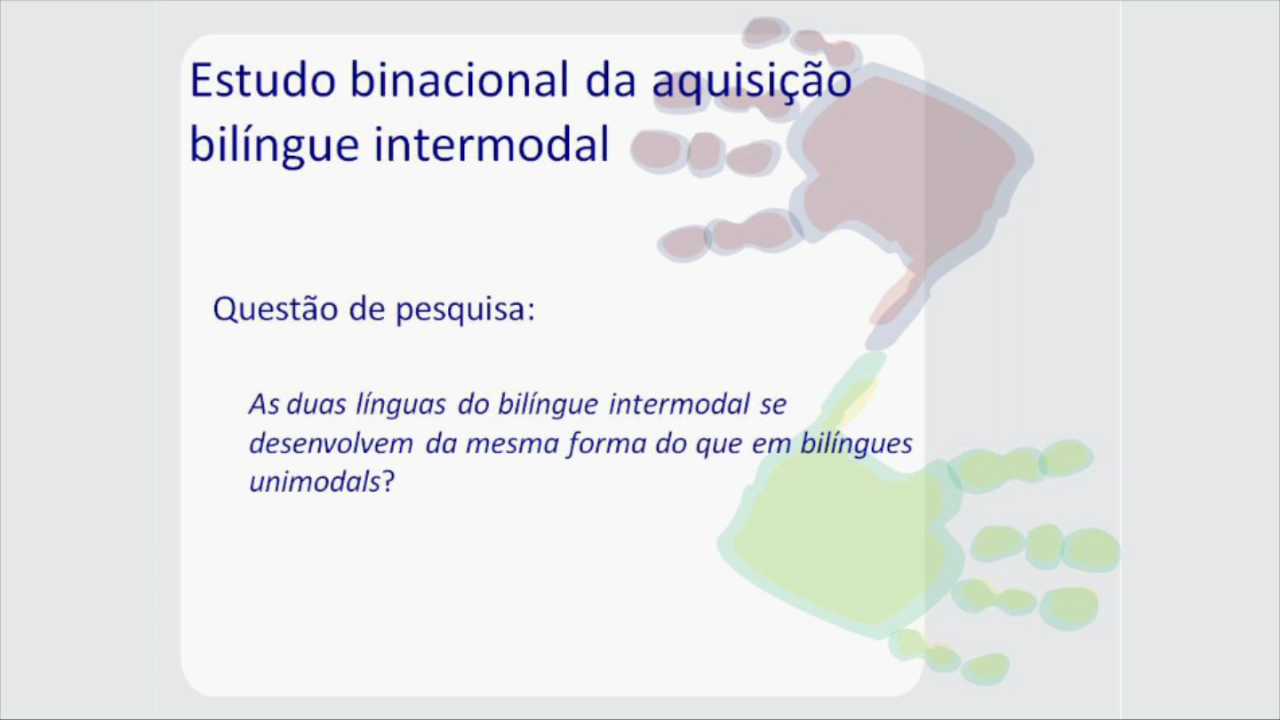 Estudo binacional da aquisição
bilíngue intermodal
Questão de pesquisa:
As duas línguas do bilíngue intermodal se
desenvolvem da mesma forma do que em bilíngues
unimodals?